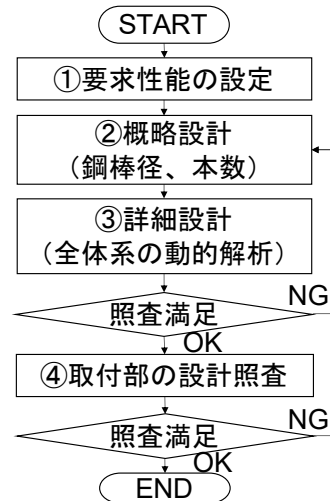 START
①要求性能の設定
②概略設計
（鋼棒径、本数）
③詳細設計
（全体系の動的解析）
NG
照査満足
OK
④取付部の設計照査
NG
照査満足
OK
END